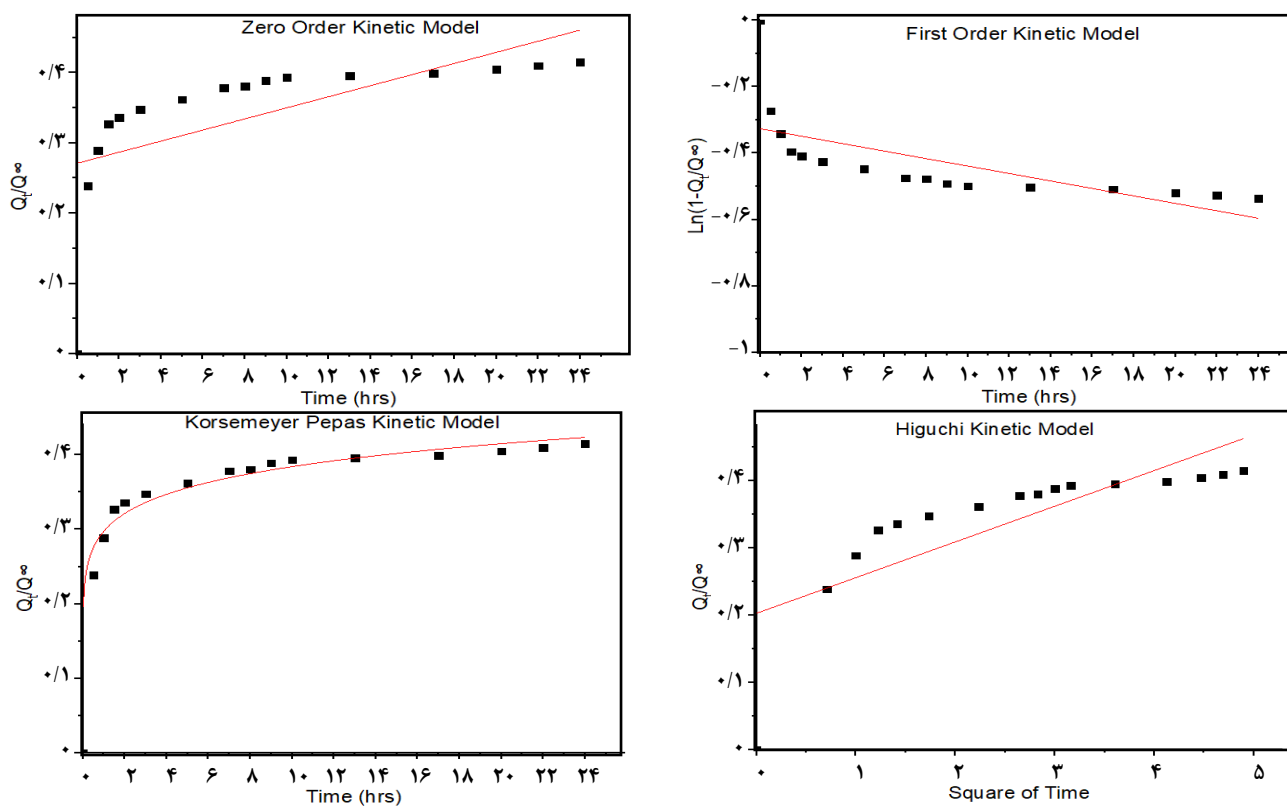 Zero Order Kinetic Model
۰/۴
۰/۳
۰/۲
۰/۱
۰
Qt/Q∞
۰ ۲ ۴ ۶ ۸ ۱۰ ۱۲ ۱۴ ۱۶ ۱۸ ۲۰ ۲۲ ۲۴
Time (hrs)
First Order Kinetic Model
۰
−۰/۲
−۰/۴
−۰/۶
−۰/۸
−۱
Ln(1-Qt/Q∞)
۰ ۲ ۴ ۶ ۸ ۱۰ ۱۲ ۱۴ ۱۶ ۱۸ ۲۰ ۲۲ ۲۴
Time (hrs)
Korsemeyer Pepas Kinetic Model
۰/۴
۰/۳
۰/۲
۰/۱
۰
Qt/Q∞
۰ ۲ ۴ ۶ ۸ ۱۰ ۱۲ ۱۴ ۱۶ ۱۸ ۲۰ ۲۲ ۲۴
Time (hrs)
Higuchi Kinetic Model
۰/۴
۰/۳
۰/۲
۰/۱
۰
Qt/Q∞
۰ ۱ ۲ ۳ ۴ ۵
Square of Time